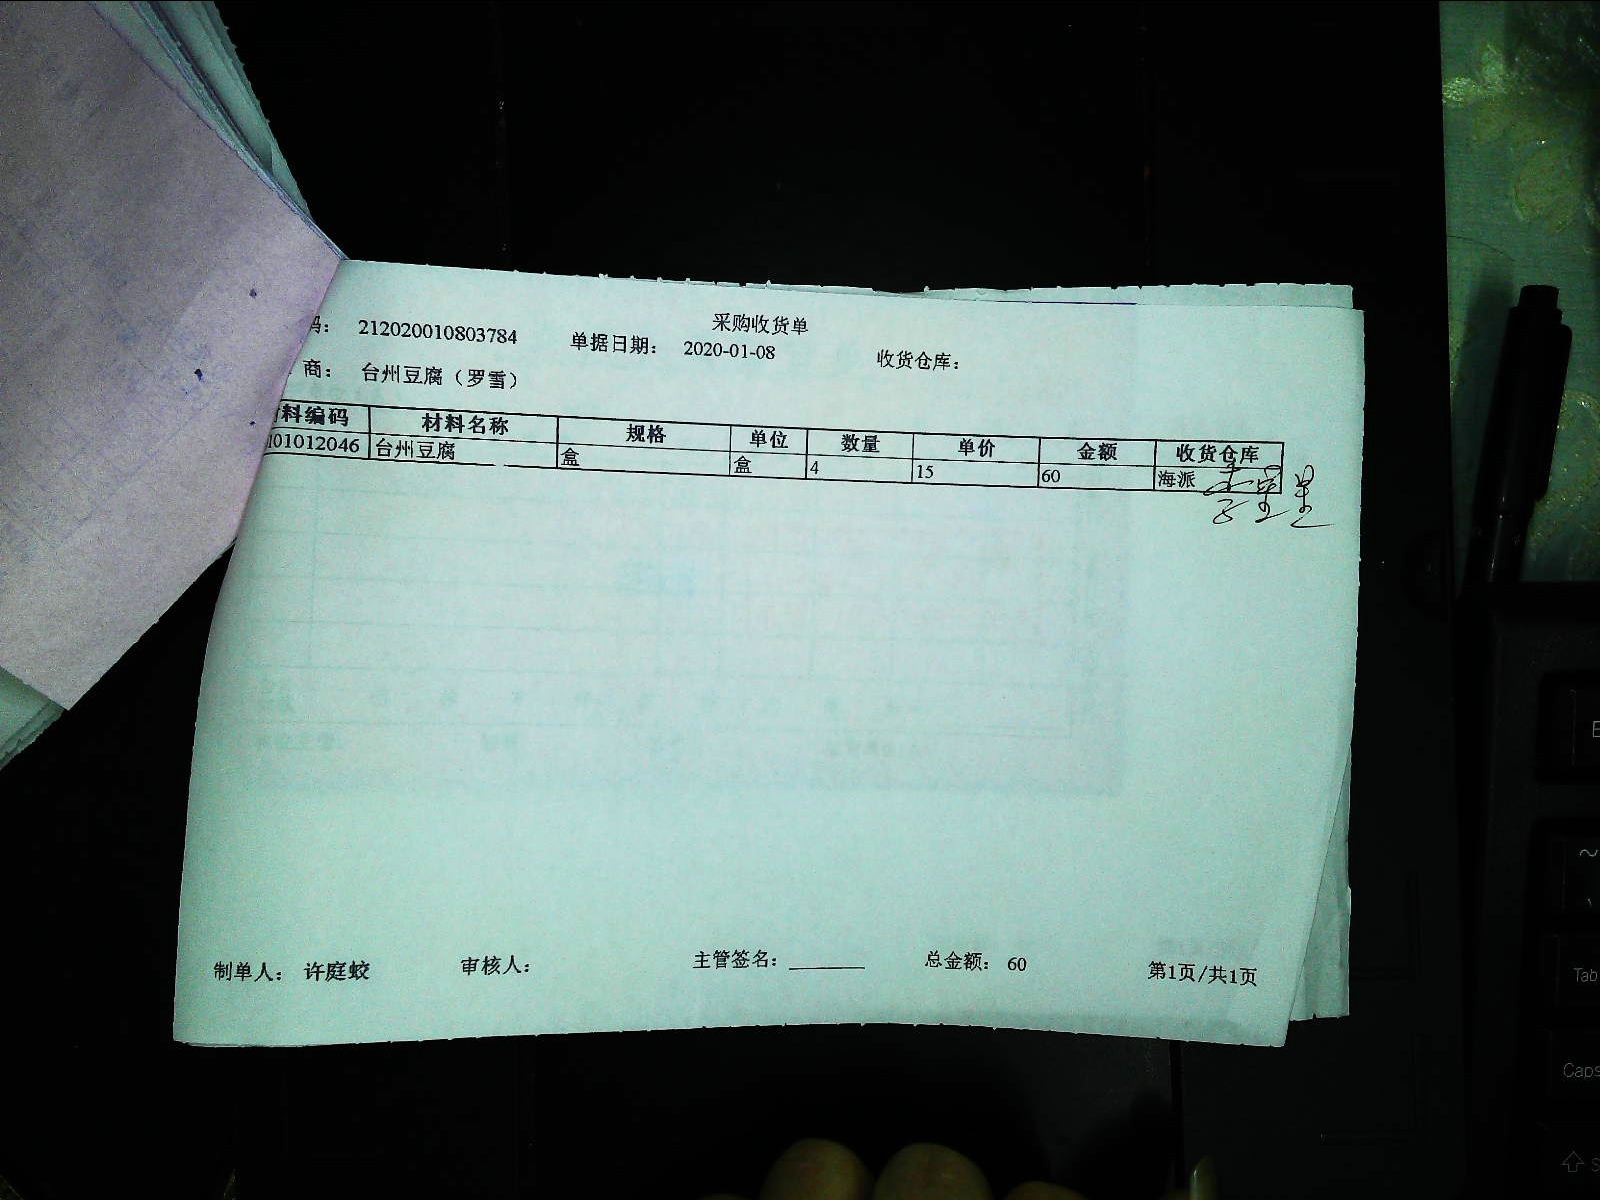 采购收货单
码： 212020010803784 单据日期： 2020-01-08 收货仓库：
商： 台州豆腐（罗雪）
料编码 材料名称 规格 单位 数量 单价 金额 收货仓库
101012046 台州豆腐 盒 盒 4 15 60 海派
制单人： 许庭蛟 审核人： 主管签名：______ 总金额： 60 第1页/共1页
Tab
Caps